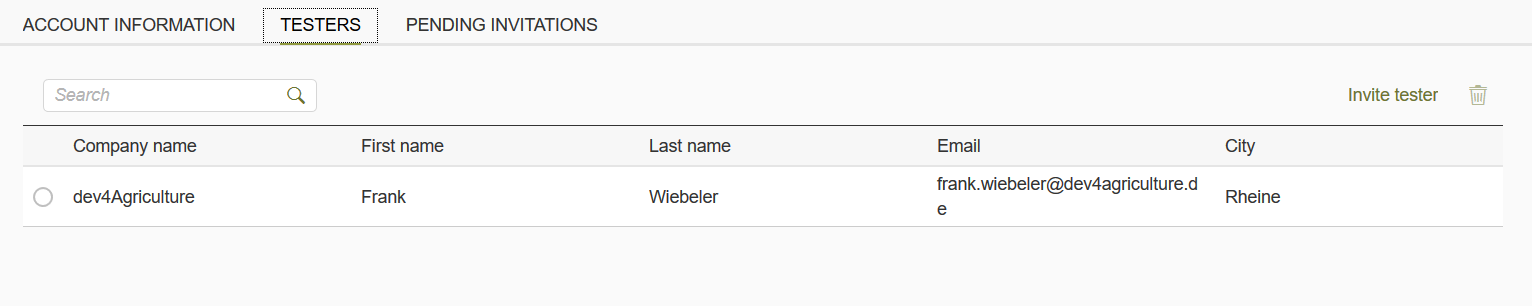 ACCOUNT INFORMATION TESTERS PENDING INVITATIONS
Search Invite tester
Company name First name Last name Email City
dev4Agriculture Frank Wiebeler frank.wiebeler@dev4agriculture.d Rheine
e